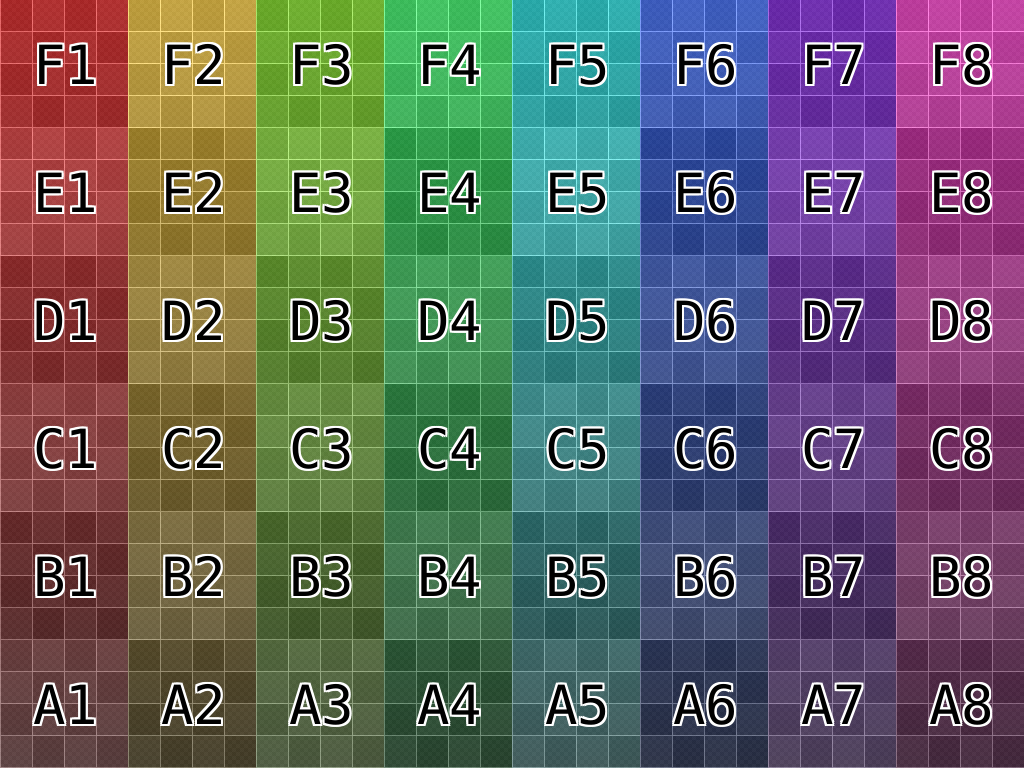 F1 F2 F3 F4 F5 F6 F7 F8
E1 E2 E3 E4 E5 E6 E7 E8
D1 D2 D3 D4 D5 D6 D7 D8
C1 C2 C3 C4 C5 C6 C7 C8
B1 B2 B3 B4 B5 B6 B7 B8
A1 A2 A3 A4 A5 A6 A7 A8